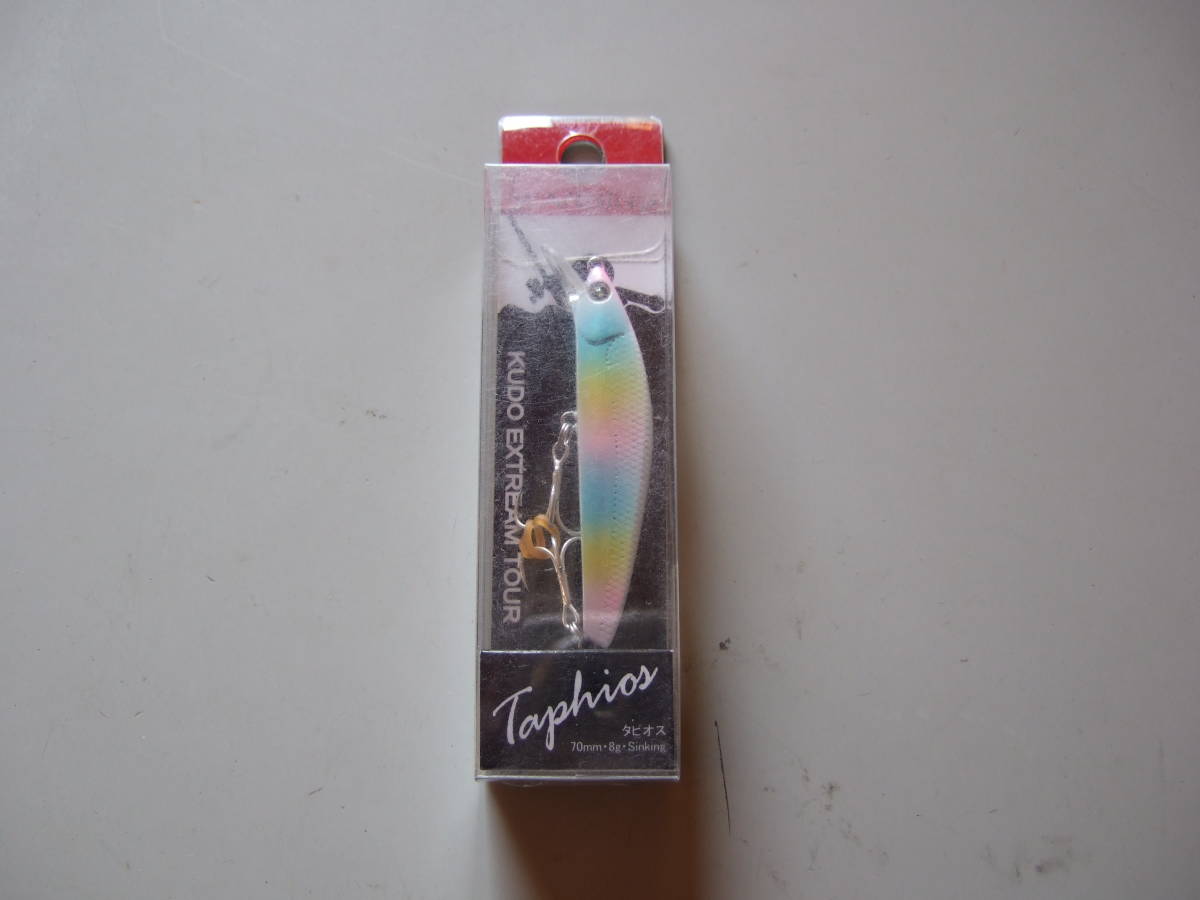 KUDO EXTREAM TOUR
Taphios
タピオス
70mm・8g・Sinking